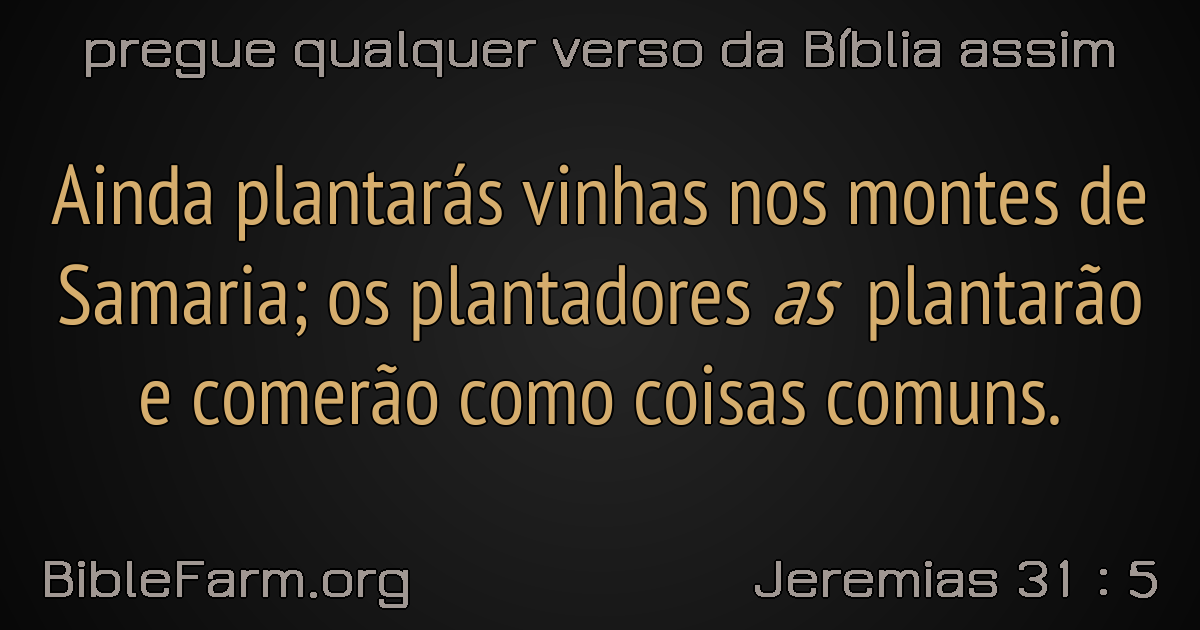 pregue qualquer verso da Bíblia assim
Ainda plantarás vinhas nos montes de
Samaria; os plantadores as plantarão
e comerão como coisas comuns.
BibleFarm.org
Jeremias 31 : 5